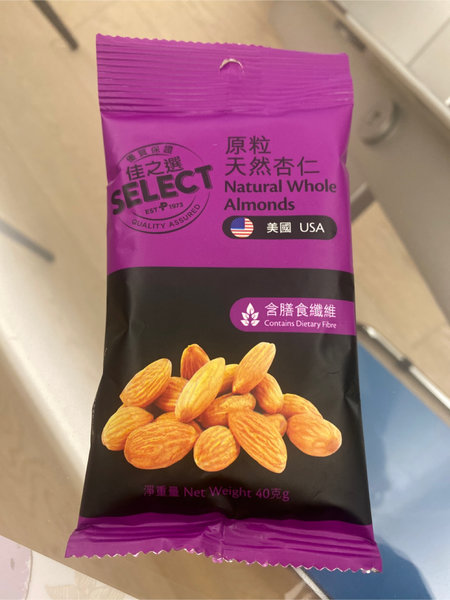 優質保證
佳之選
SELECT
EST 1973
QUALITY ASSURED
原粒
天然杏仁
Natural Whole
Almonds
美國 USA
含膳食纖維
Contains Dietary Fibre
淨重量 Net Weight 40克g